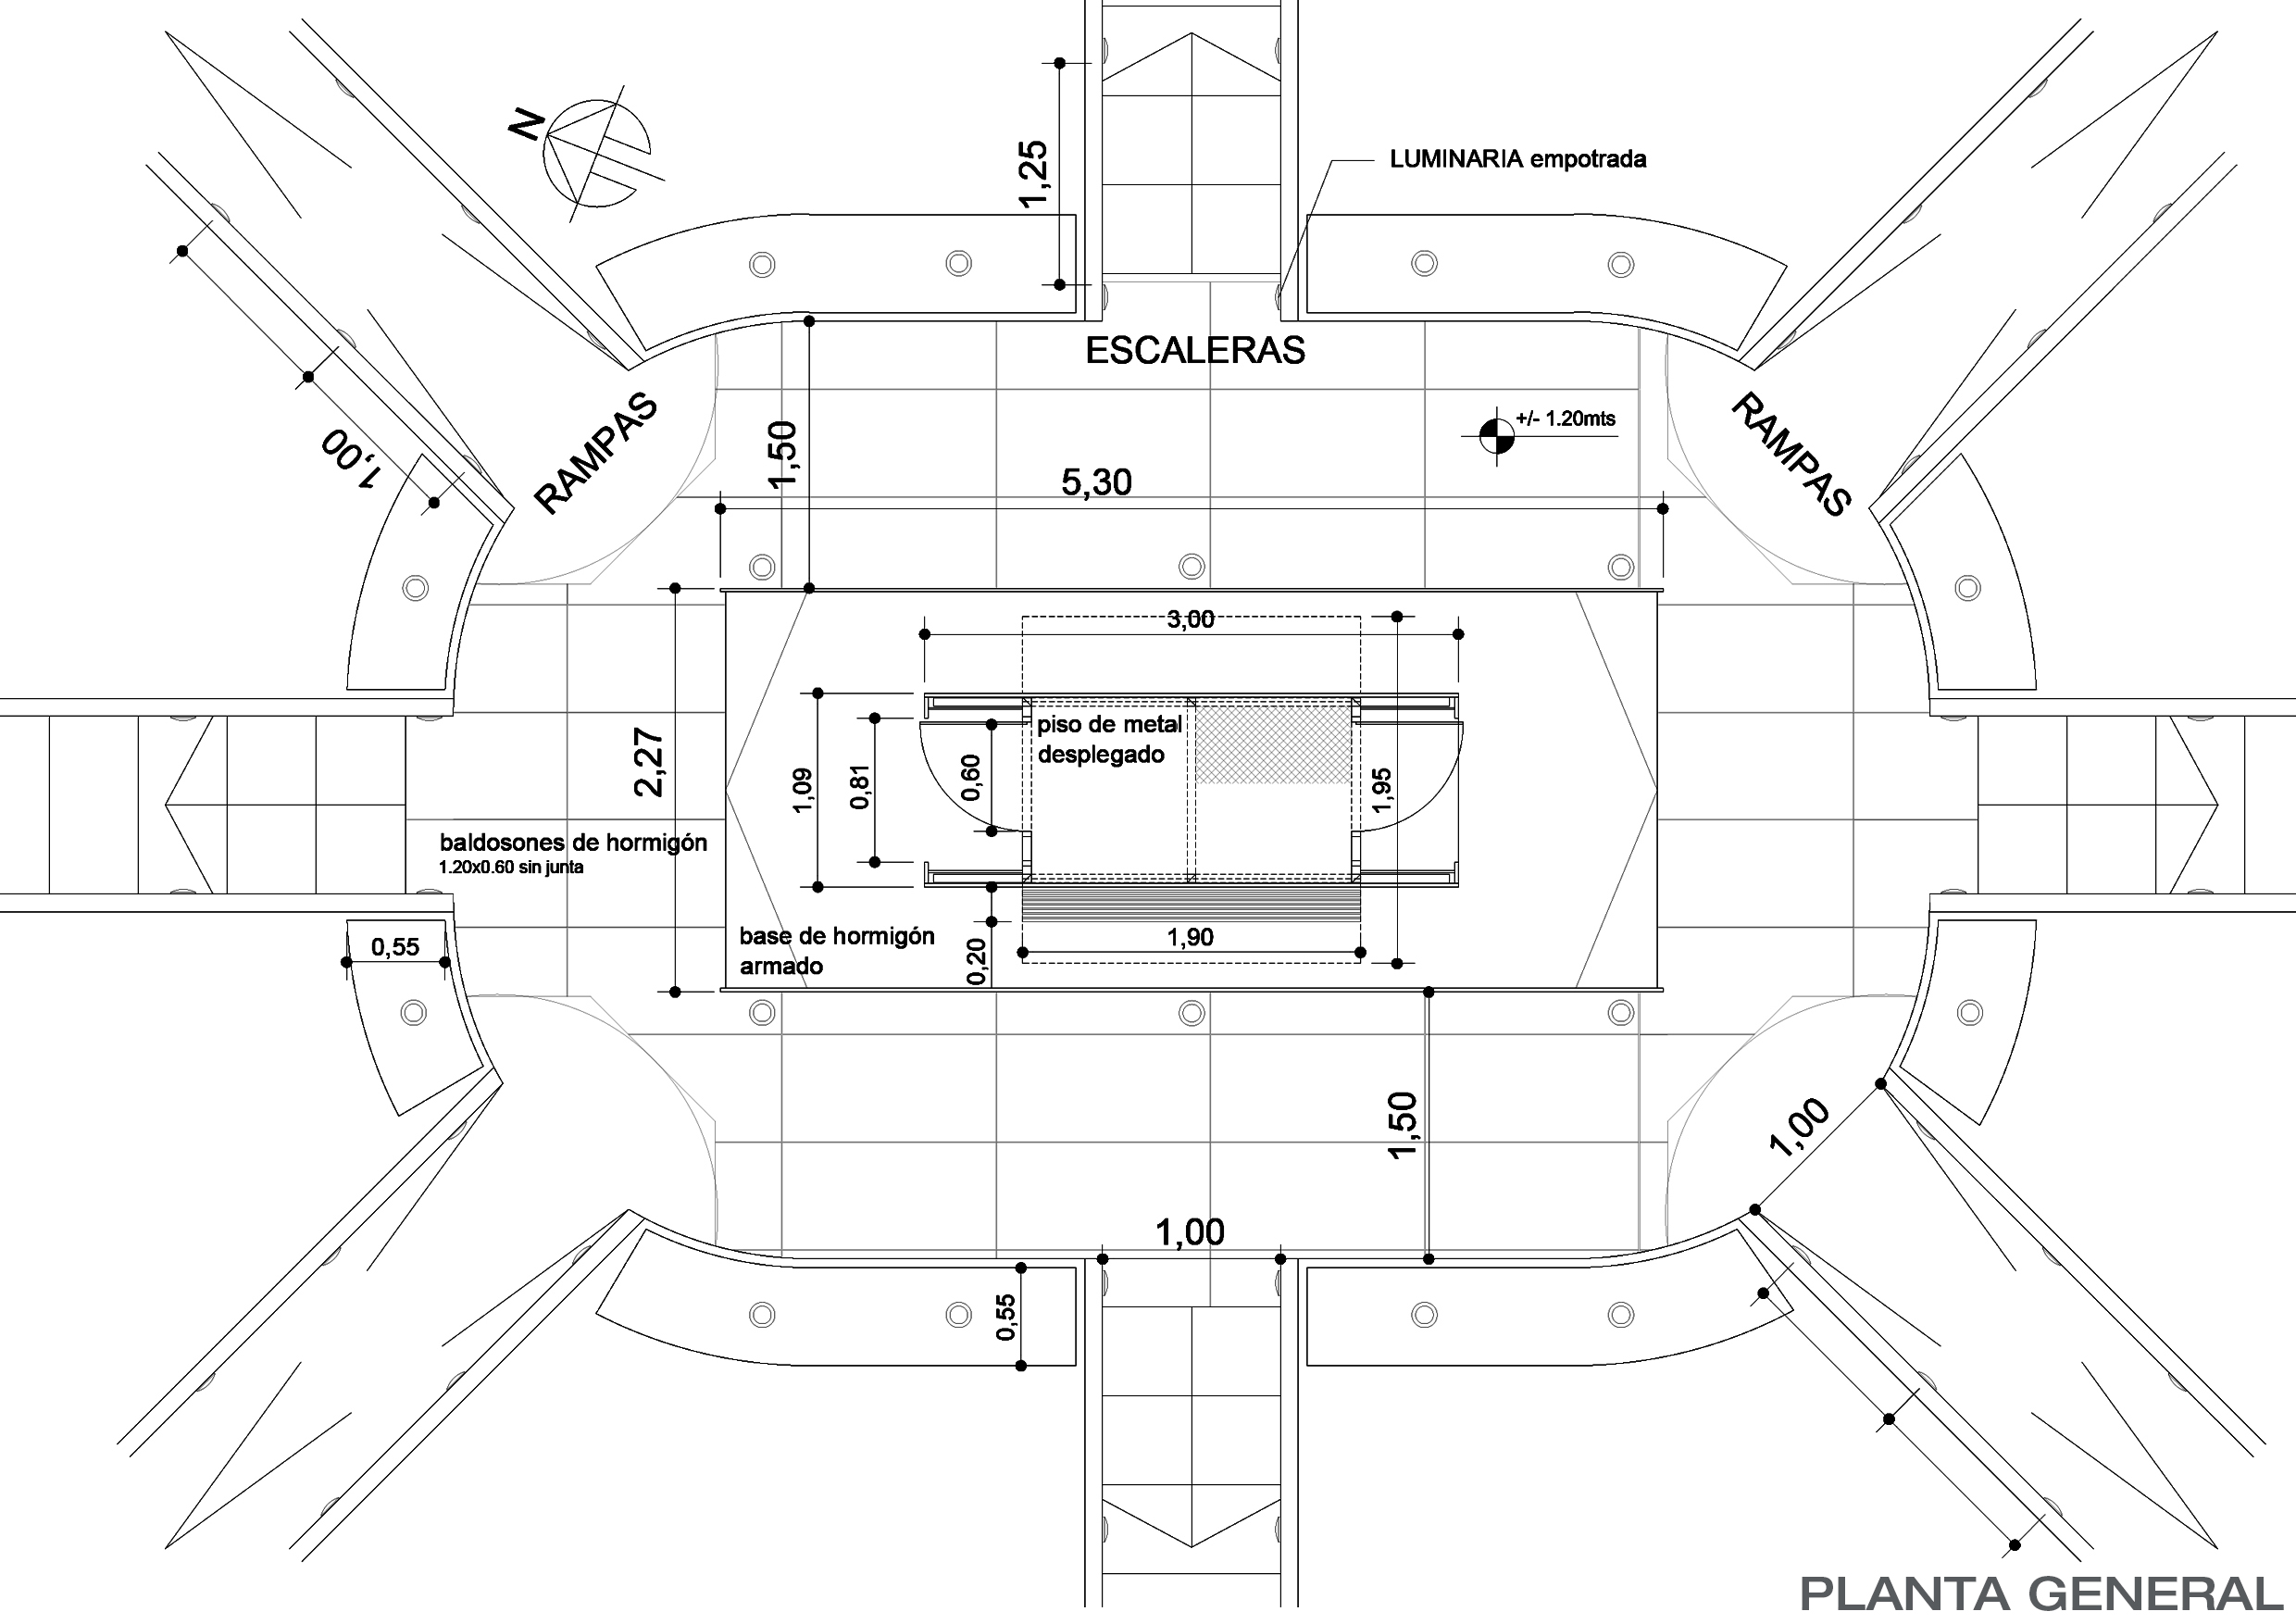 N
1,25
LUMINARIA empotrada
ESCALERAS
+/- 1.20mts
RAMPAS
RAMPAS
1,00
1,50
5,30
3,00
piso de metal
desplegado
2,27
1,09
0,81
0,60
1,95
baldosones de hormigón
1.20x0.60 sin junta
base de hormigón
armado
0,55
0,20
1,90
1,50
1,00
1,00
0,55
PLANTA GENERAL